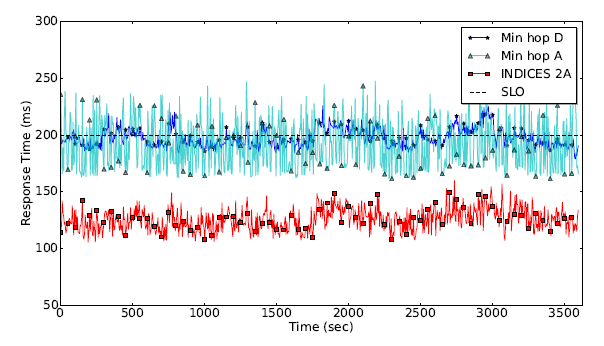 300
250
200
150
100
50
Response Time (ms)
Min hop D
Min hop A
INDICES 2A
SLO
0
500
1000
1500
2000
2500
3000
3500
Time (sec)